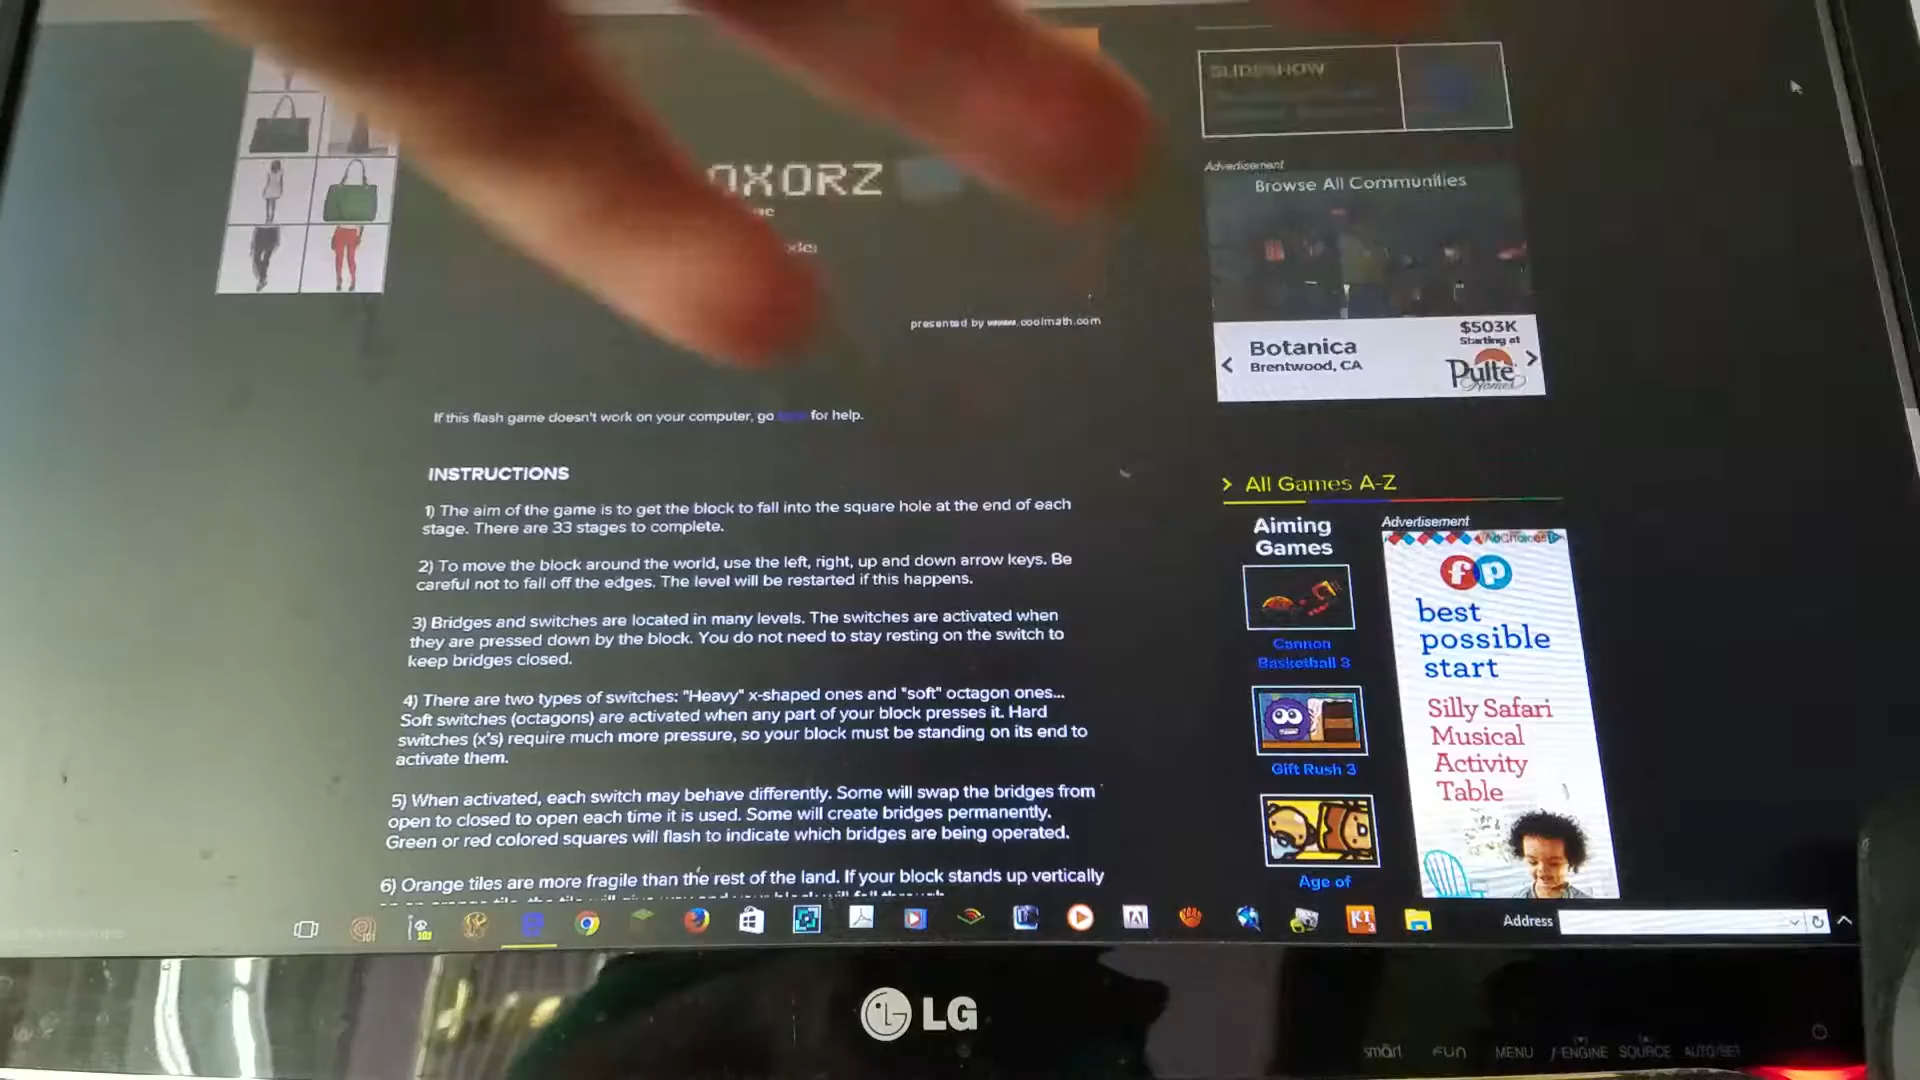 SLIDESHOW
Advertisement
Browse All Communities
OXORZ
presented by www.coolmath.com
$503K
Starting at
Botanica
Brentwood, CA
Pulte
Homes
If this flash game doesn't work on your computer, go for help.
INSTRUCTIONS
1) The aim of the game is to get the block to fall into the square hole at the end of each
stage. There are 33 stages to complete.
2) To move the block around the world, use the left, right, up and down arrow keys. Be
careful not to fall off the edges. The level will be restarted if this happens.
3) Bridges and switches are located in many levels. The switches are activated when
they are pressed down by the block. You do not need to stay resting on the switch to
keep bridges closed.
4) There are two types of switches: "Heavy" x-shaped ones and "soft" octagon ones...
Soft switches (octagons) are activated when any part of your block presses it. Hard
switches (x's) require much more pressure, so your block must be standing on its end to
activate them.
5) When activated, each switch may behave differently. Some will swap the bridges from
open to closed to open each time it is used. Some will create bridges permanently.
Green or red colored squares will flash to indicate which bridges are being operated.
6) Orange tiles are more fragile than the rest of the land. If your block stands up vertically
> All Games A-Z
Aiming
Games
Cannon
Basketball 3
Gift Rush 3
Age of
Advertisement
AdChoices
fp
best
possible
start
Silly Safari
Musical
Activity
Table
Address
LG
smart
FUN
MENU
f-ENGINE
SOURCE
AUTO/SET